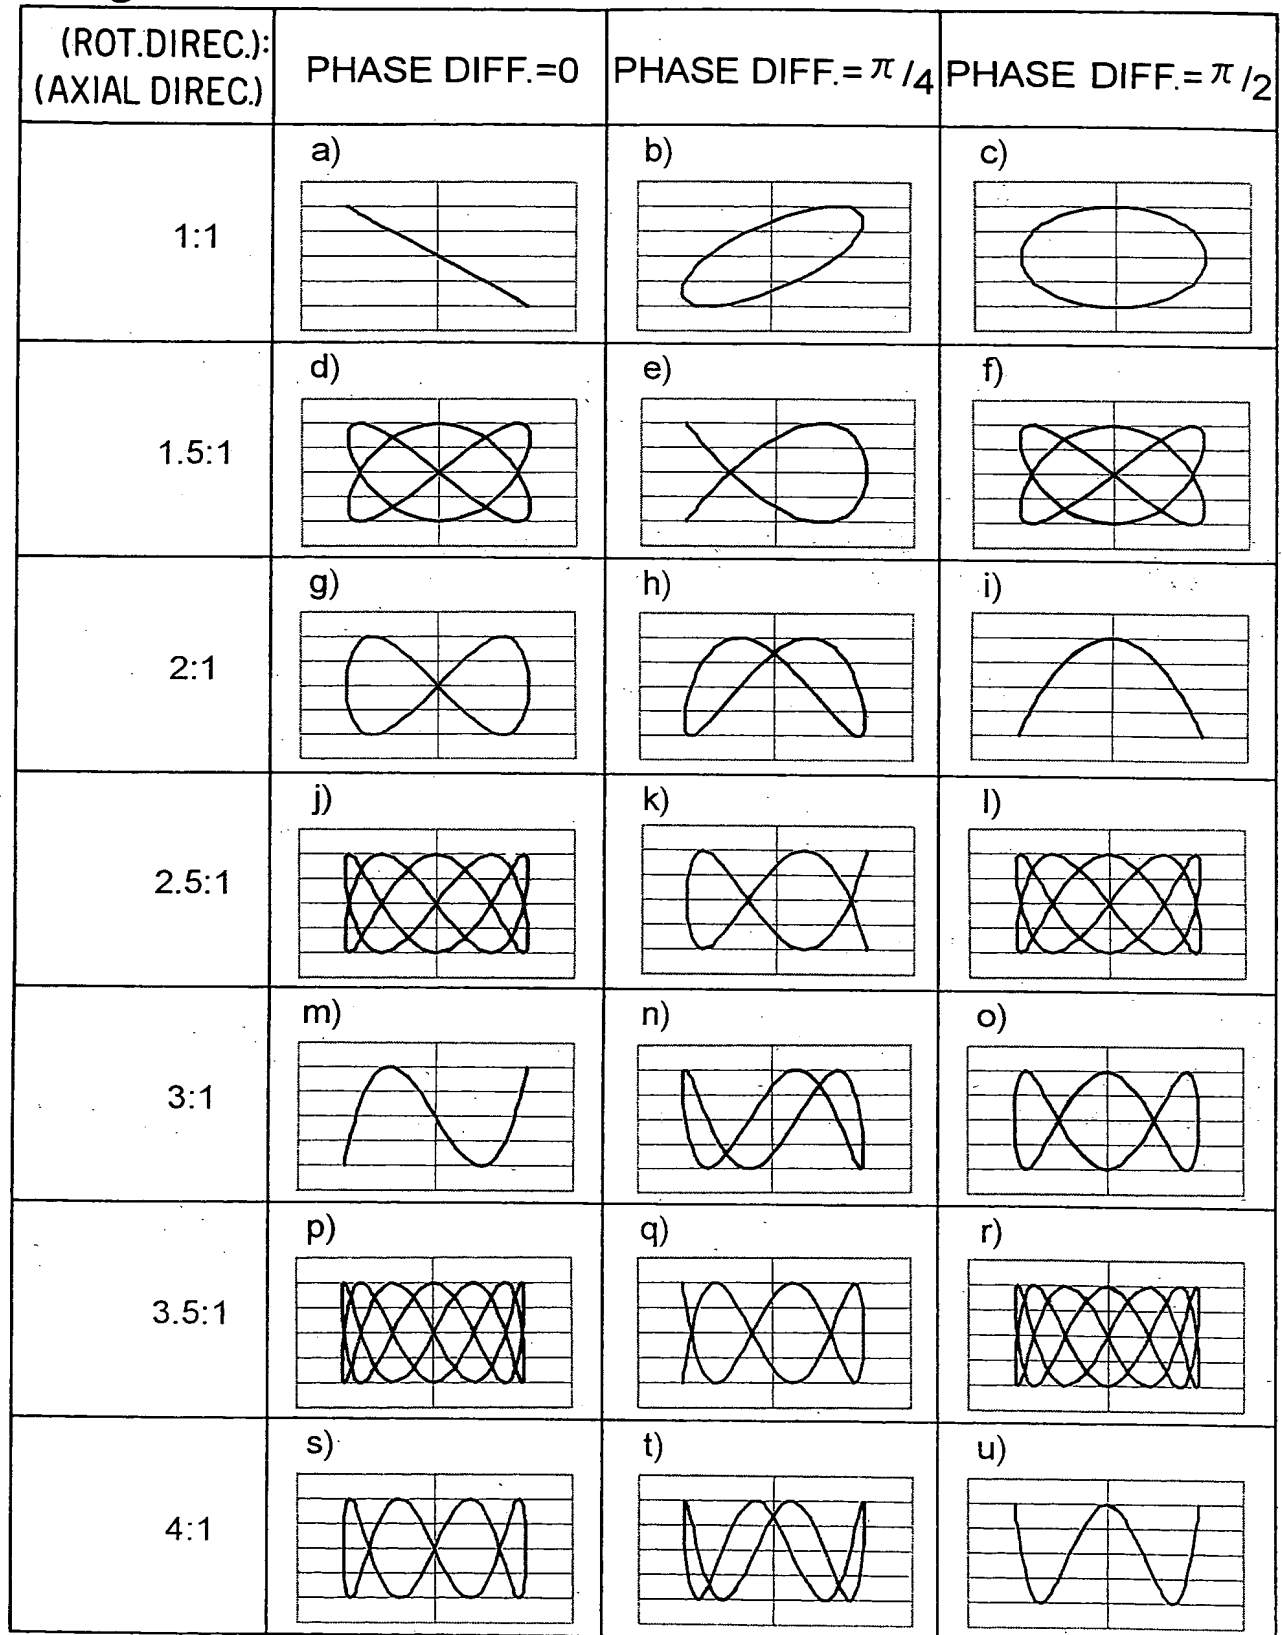 (ROT.DIREC.):
(AXIAL DIREC.)
PHASE DIFF.=0
PHASE DIFF.=π/4
PHASE DIFF.=π/2
1:1
a)
b)
c)
1.5:1
d)
e)
f)
2:1
g)
h)
i)
2.5:1
j)
k)
l)
3:1
m)
n)
o)
3.5:1
p)
q)
r)
4:1
s)
t)
u)